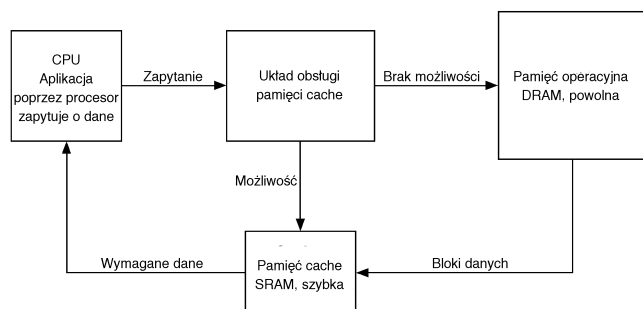 CPU
Aplikacja
poprzez procesor
zapytuje o dane
Zapytanie
Układ obsługi
pamięci cache
Brak możliwości
Pamięć operacyjna
DRAM, powolna
Możliwość
Wymagane dane
Pamięć cache
SRAM, szybka
Bloki danych